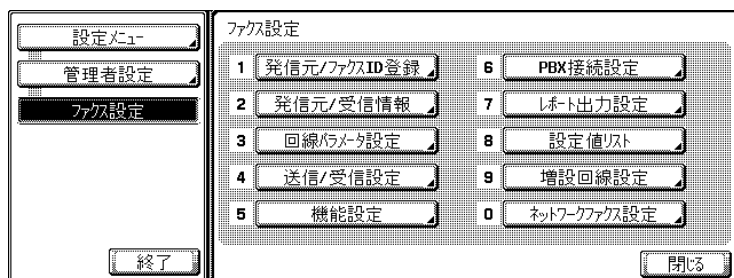 設定メニュー
管理者設定
ファクス設定
終了
ファクス設定
1 発信元/ファクスID登録
2 発信元/受信情報
3 回線パラメータ設定
4 送信/受信設定
5 機能設定
6 PBX接続設定
7 レポート出力設定
8 設定値リスト
9 増設回線設定
0 ネットワークファクス設定
閉じる